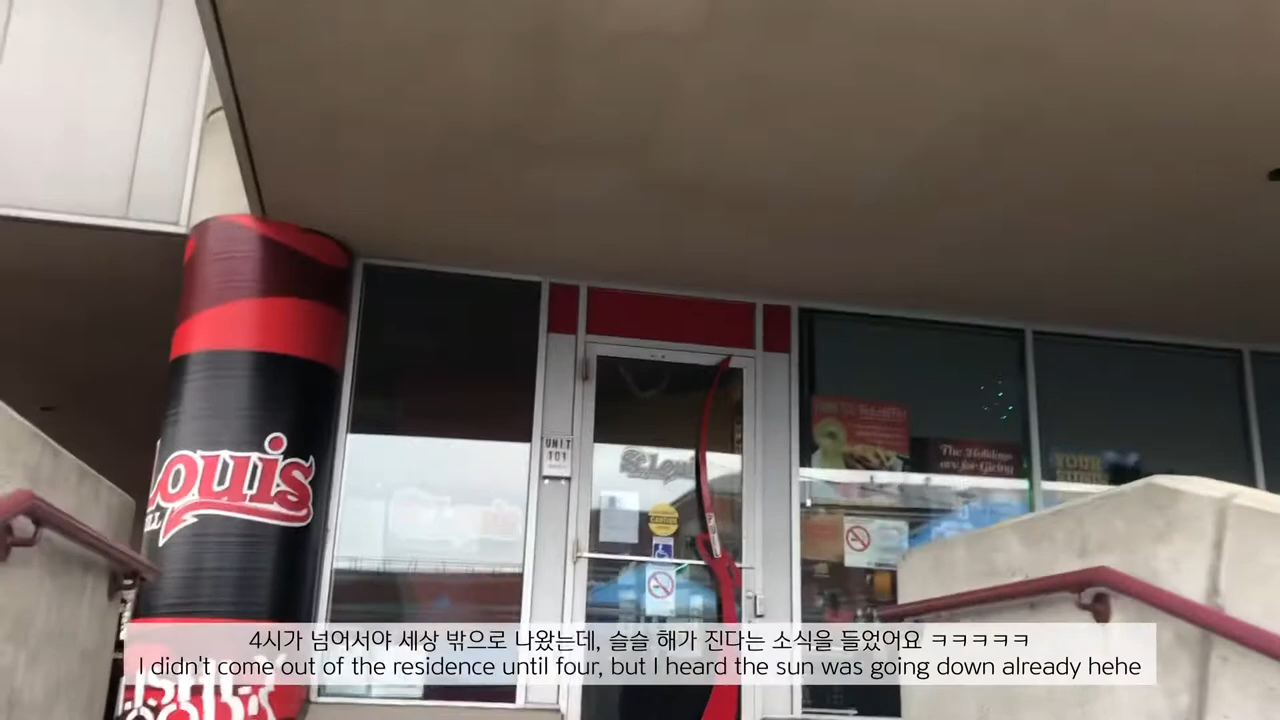 Louis
UNIT
101
St. Louis
The Holidays
are for Giving
YOUR
CAUTION
4시가 넘어서야 세상 밖으로 나왔는데, 슬슬 해가 진다는 소식을 들었어요 ㅋㅋㅋㅋㅋ
I didn't come out of the residence until four, but I heard the sun was going down already hehe